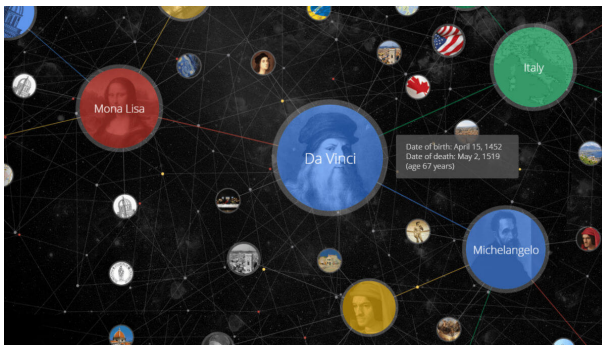 Italy
Mona Lisa
Da Vinci
Date of birth: April 15, 1452
Date of death: May 2, 1519
(age 67 years)
Michelangelo